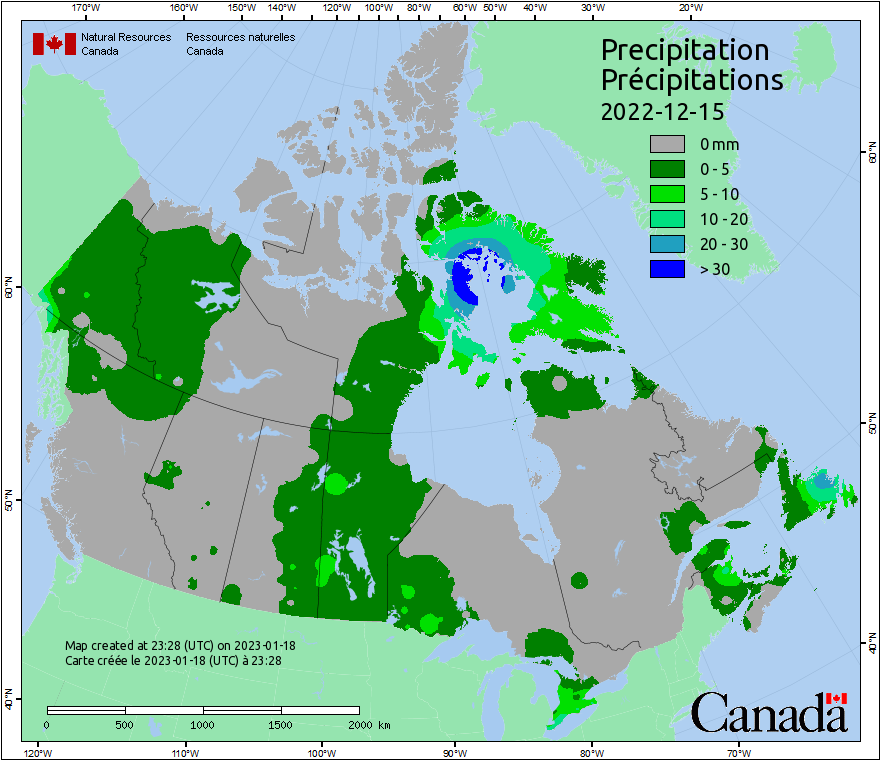 170°W 160°W 150°W 140°W 120°W 100°W 80°W 60°W 50°W 40°W 30°W 20°W
Natural Resources Ressources naturelles
Canada Canada
Precipitation
Précipitations
2022-12-15
0 mm
0 - 5
5 - 10
10 - 20
20 - 30
> 30
60°N
60°N
50°N
50°N
40°N
40°N
Map created at 23:28 (UTC) on 2023-01-18
Carte créée le 2023-01-18 (UTC) à 23:28
0 500 1000 1500 2000 km
Canada
120°W 110°W 100°W 90°W 80°W 70°W